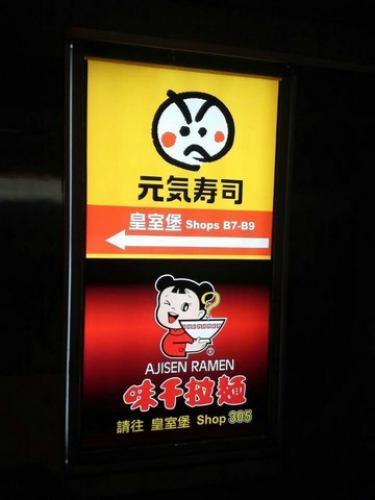 元気寿司
皇室堡 Shops B7-B9
AJISEN RAMEN
味千拉麵
請往 皇室堡 Shop 305